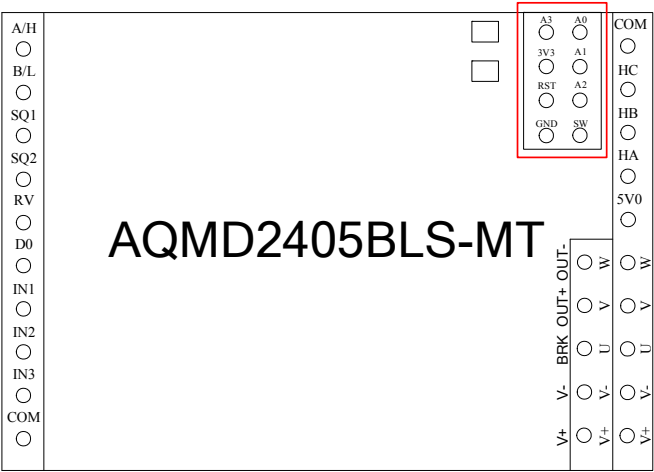 A/H
B/L
SQ1
SQ2
RV
D0
IN1
IN2
IN3
COM
AQMD2405BLS-MT
A3 A0
3V3 A1
RST A2
GND SW
COM
HC
HB
HA
5V0
OUT- W W
OUT+ V V
BRK U U
V- V- V-
V+ V+ V+